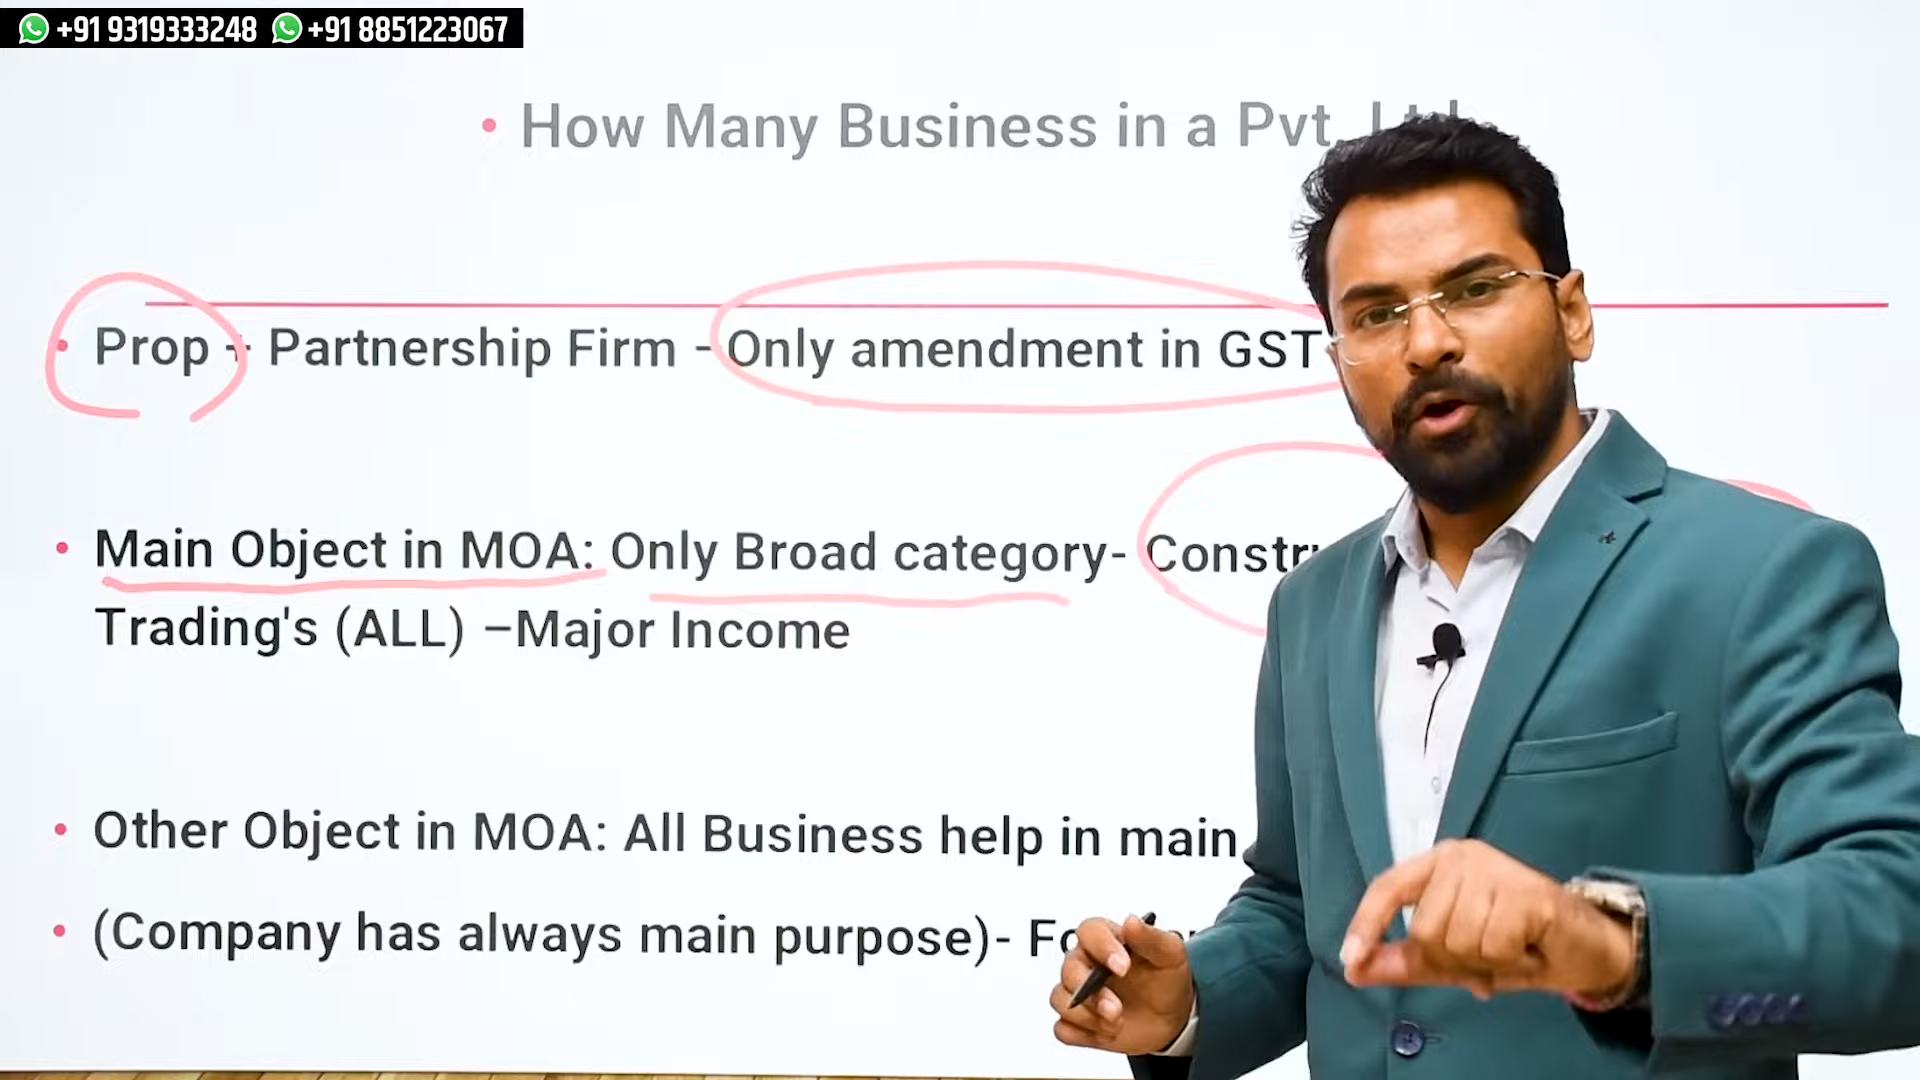 +91 9319333248 +91 8851223067
• How Many Business in a Pvt. Ltd.
• Prop + Partnership Firm - Only amendment in GST
• Main Object in MOA: Only Broad category-
Trading's (ALL) –Major Income
• Other Object in MOA: All Business help in main
• (Company has always main purpose)-